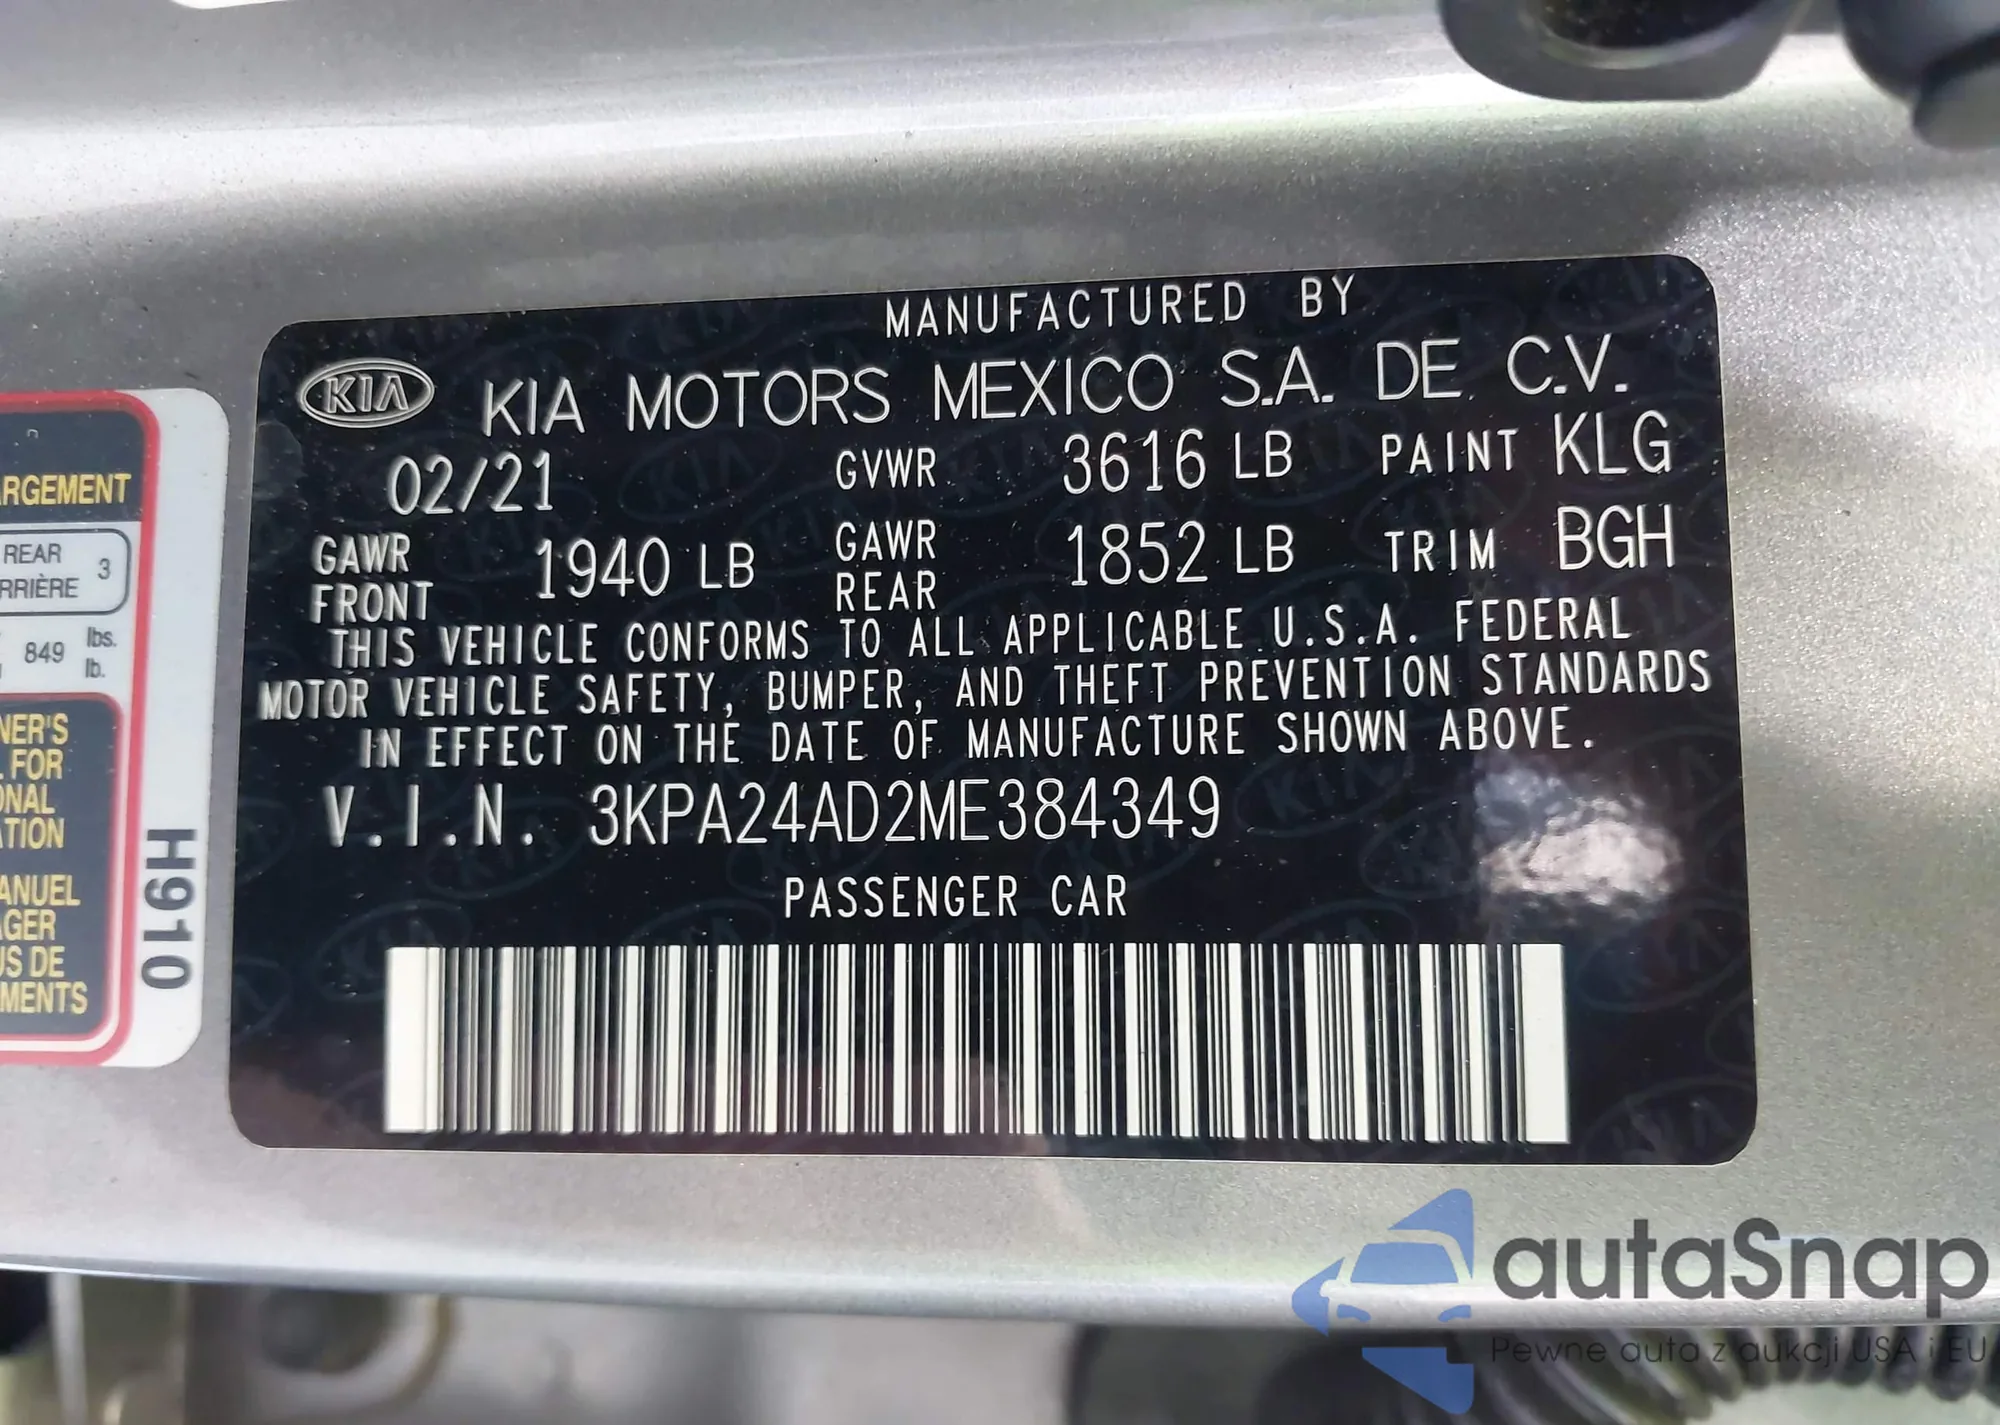 MANUFACTURED BY
KIA KIA MOTORS MEXICO S.A. DE C.V.
02/21 GVWR 3616 LB PAINT KLG
GAWR FRONT 1940 LB GAWR REAR 1852 LB TRIM BGH
THIS VEHICLE CONFORMS TO ALL APPLICABLE U.S.A. FEDERAL
MOTOR VEHICLE SAFETY, BUMPER, AND THEFT PREVENTION STANDARDS
IN EFFECT ON THE DATE OF MANUFACTURE SHOWN ABOVE.
V.I.N. 3KPA24AD2ME384349
PASSENGER CAR
RGEMENT
REAR 3
RRIÈRE
849 lbs.
lb.
NER'S
FOR
ONAL
ATION
ANUEL
AGER
US DE
MENTS
H910
autaSnap
Pewne auta z aukcji USA i EU